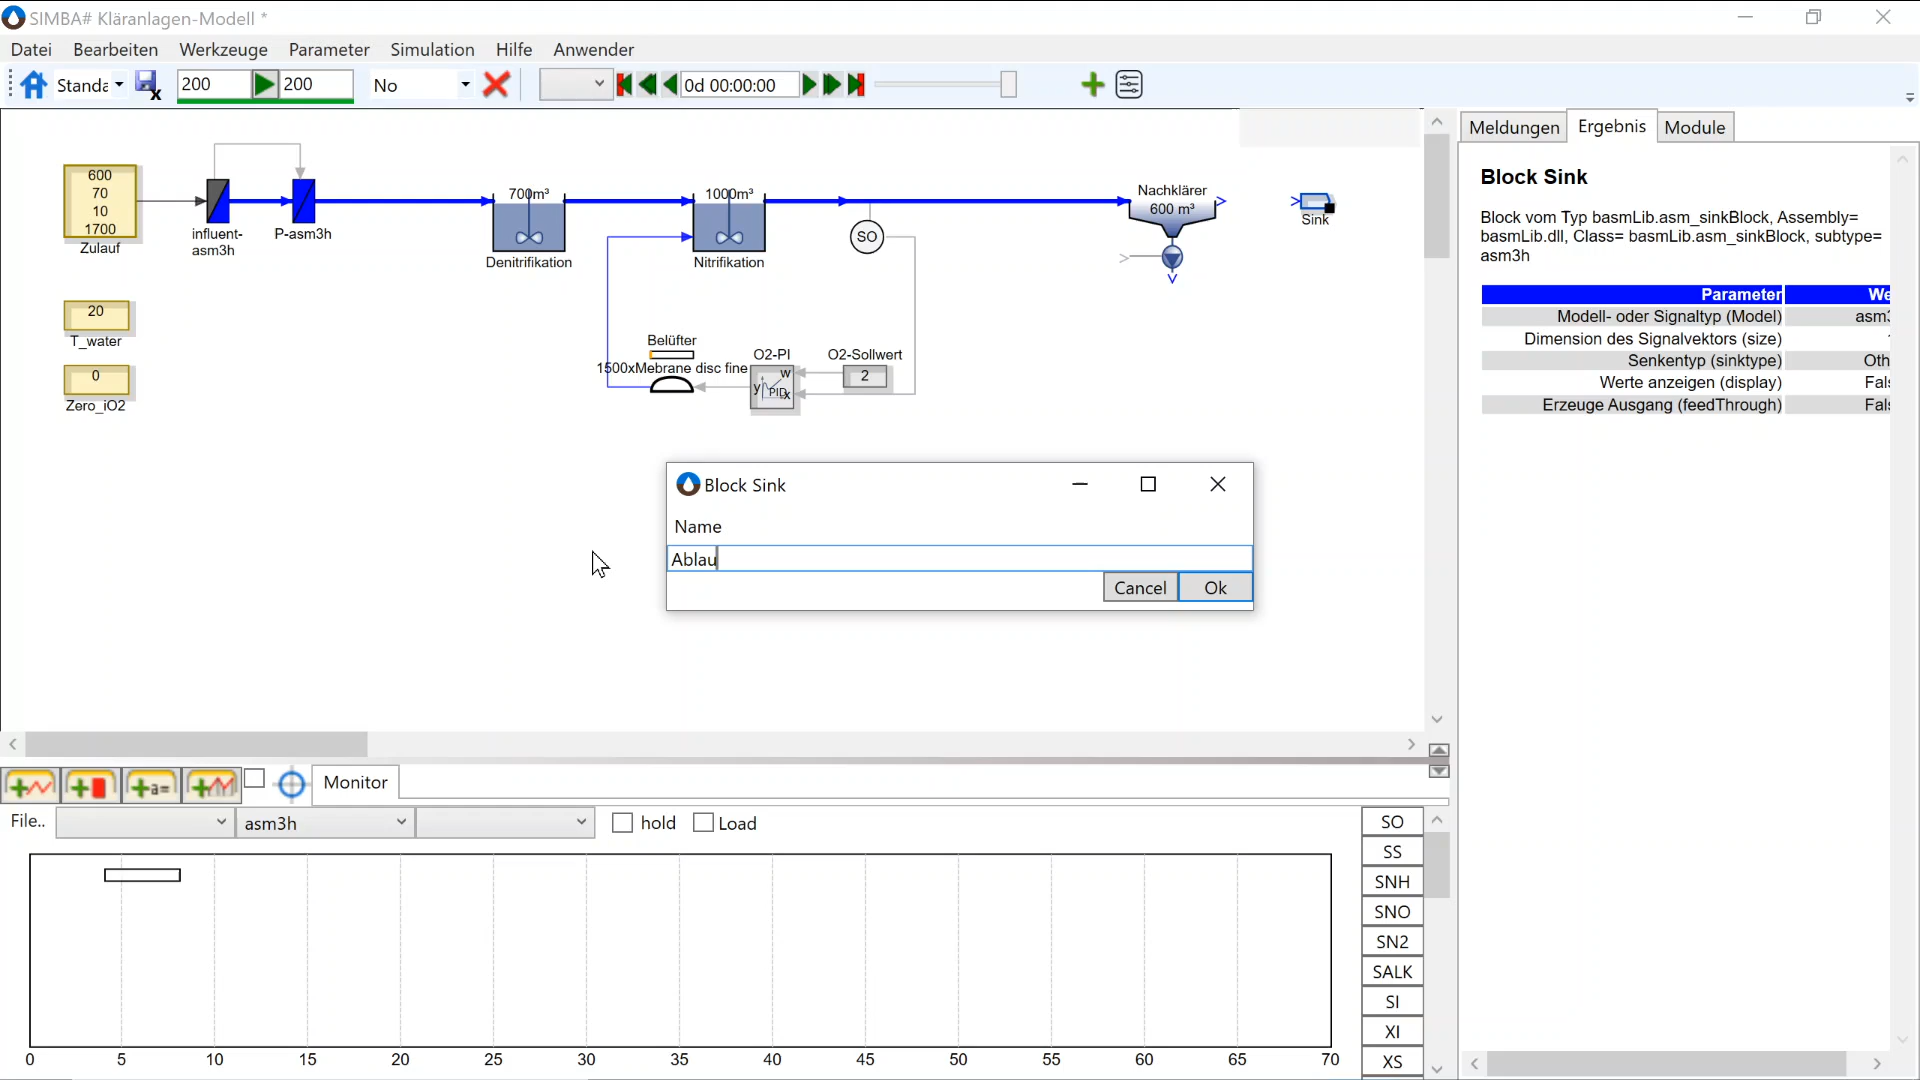 SIMBA# Kläranlagen-Modell *
Datei Bearbeiten Werkzeuge Parameter Simulation Hilfe Anwender
Standa 200 200 No 0d 00:00:00
Meldungen Ergebnis Module
600
70
10
1700
Zulauf
influent-
asm3h
P-asm3h
700m³
Denitrifikation
1000m³
Nitrifikation
SO
Nachklärer
600 m³
Sink
20
T_water
0
Zero_iO2
Belüfter
1500xMebrane disc fine
O2-PI
w
y PID x
O2-Sollwert
2
Block Sink
Name
Ablau
Cancel Ok
Block Sink
Block vom Typ basmLib.asm_sinkBlock, Assembly=
basmLib.dll, Class= basmLib.asm_sinkBlock, subtype=
asm3h
Parameter We
Modell- oder Signaltyp (Model) asm3
Dimension des Signalvektors (size)
Senkentyp (sinktype) Oth
Werte anzeigen (display) Fals
Erzeuge Ausgang (feedThrough) Fals
a=
Monitor
File.. asm3h hold Load
SO
SS
SNH
SNO
SN2
SALK
SI
XI
XS
0 5 10 15 20 25 30 35 40 45 50 55 60 65 70